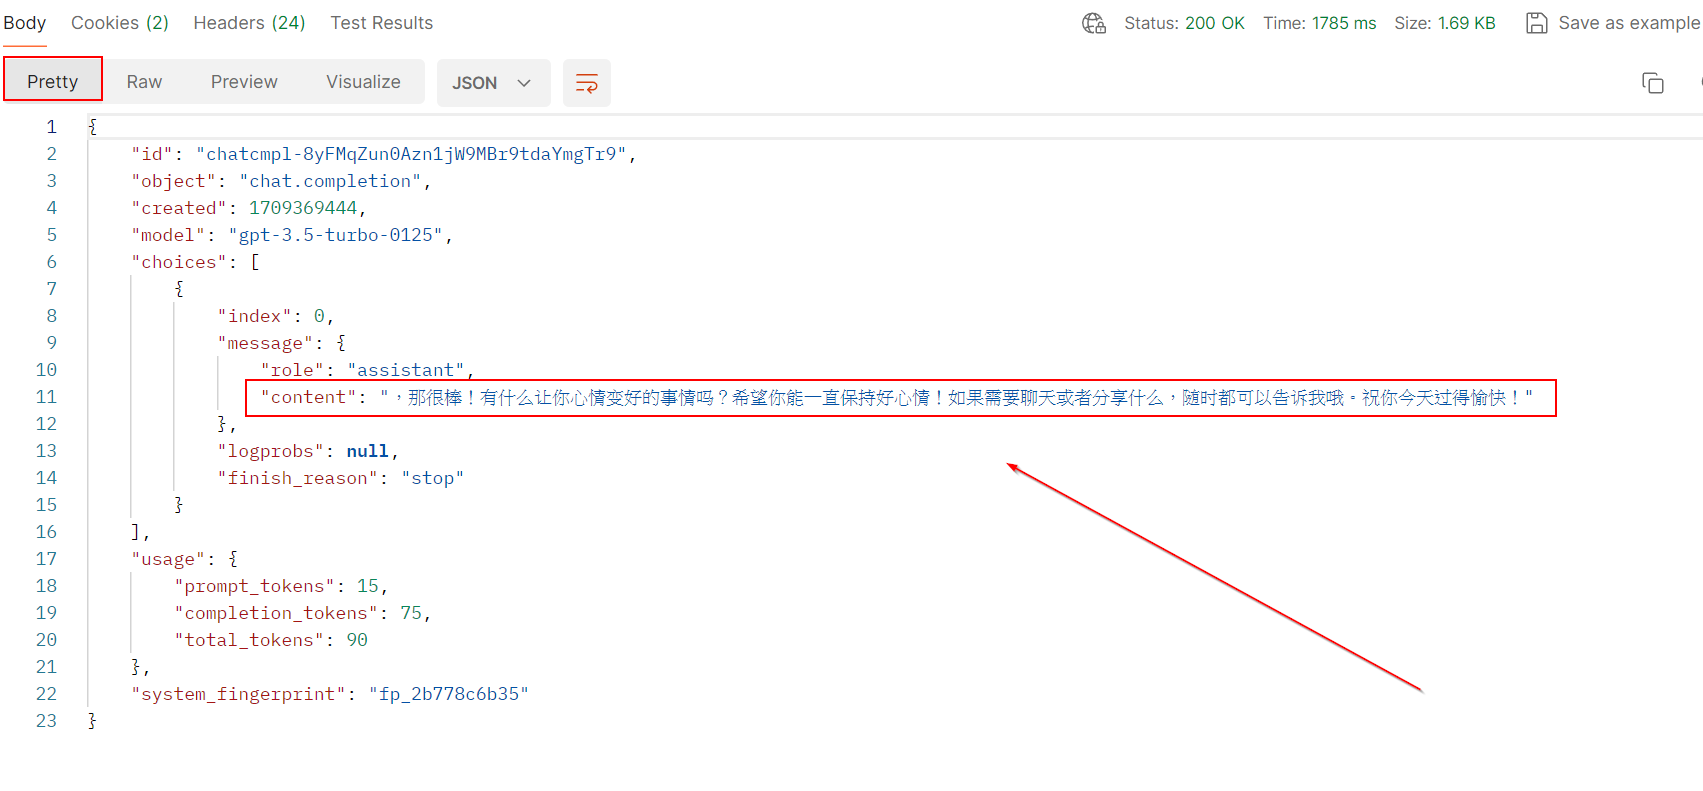 Body Cookies (2) Headers (24) Test Results Status: 200 OK Time: 1785 ms Size: 1.69 KB Save as example
Pretty Raw Preview Visualize JSON
1 {
2 "id": "chatcmpl-8yFMqZun0Azn1jW9MBr9tdaYmgTr9",
3 "object": "chat.completion",
4 "created": 1709369444,
5 "model": "gpt-3.5-turbo-0125",
6 "choices": [
7 {
8 "index": 0,
9 "message": {
10 "role": "assistant",
11 "content": "，那很棒！有什么让你心情变好的事情吗？希望你能一直保持好心情！如果需要聊天或者分享什么，随时都可以告诉我哦。祝你今天过得愉快！"
12 },
13 "logprobs": null,
14 "finish_reason": "stop"
15 }
16 ],
17 "usage": {
18 "prompt_tokens": 15,
19 "completion_tokens": 75,
20 "total_tokens": 90
21 },
22 "system_fingerprint": "fp_2b778c6b35"
23 }